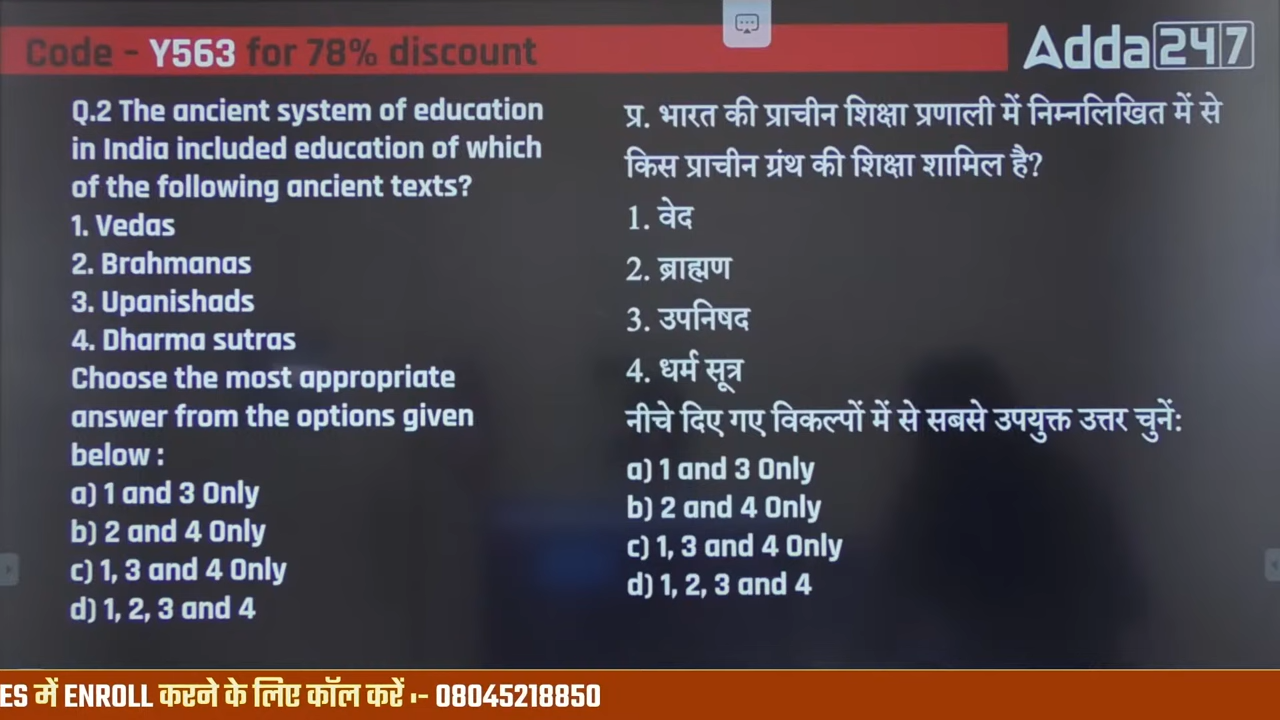 Code - Y563 for 78% discount
Adda247
Q.2 The ancient system of education
in India included education of which
of the following ancient texts?
1. Vedas
2. Brahmanas
3. Upanishads
4. Dharma sutras
Choose the most appropriate
answer from the options given
below :
a) 1 and 3 Only
b) 2 and 4 Only
c) 1, 3 and 4 Only
d) 1, 2, 3 and 4
प्र. भारत की प्राचीन शिक्षा प्रणाली में निम्नलिखित में से
किस प्राचीन ग्रंथ की शिक्षा शामिल है?
1. वेद
2. ब्राह्मण
3. उपनिषद
4. धर्म सूत्र
नीचे दिए गए विकल्पों में से सबसे उपयुक्त उत्तर चुनें:
a) 1 and 3 Only
b) 2 and 4 Only
c) 1, 3 and 4 Only
d) 1, 2, 3 and 4
ES में ENROLL करने के लिए कॉल करें :- 08045218850